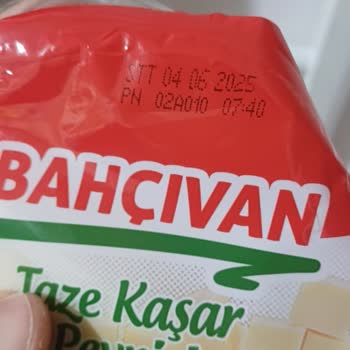 STT 04 06 2025
PN 02A010 07:40
BAHÇIVAN
Taze Kaşar